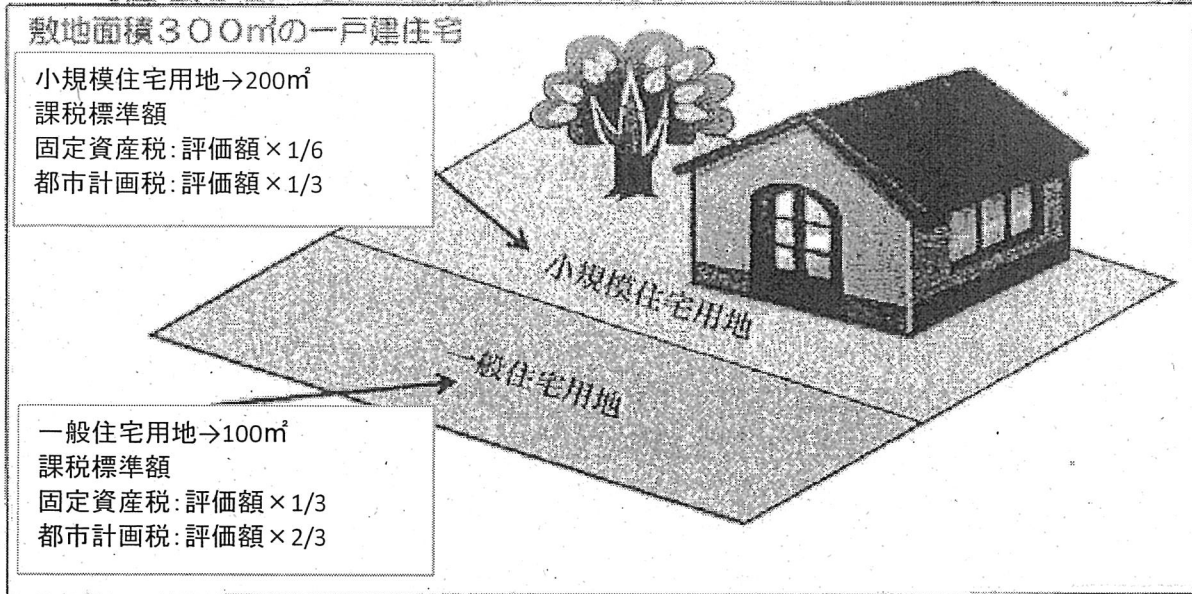 敷地面積300㎡の一戸建住宅
小規模住宅用地→200㎡
課税標準額
固定資産税：評価額×1/6
都市計画税：評価額×1/3
小規模住宅用地
一般住宅用地
一般住宅用地→100㎡
課税標準額
固定資産税：評価額×1/3
都市計画税：評価額×2/3